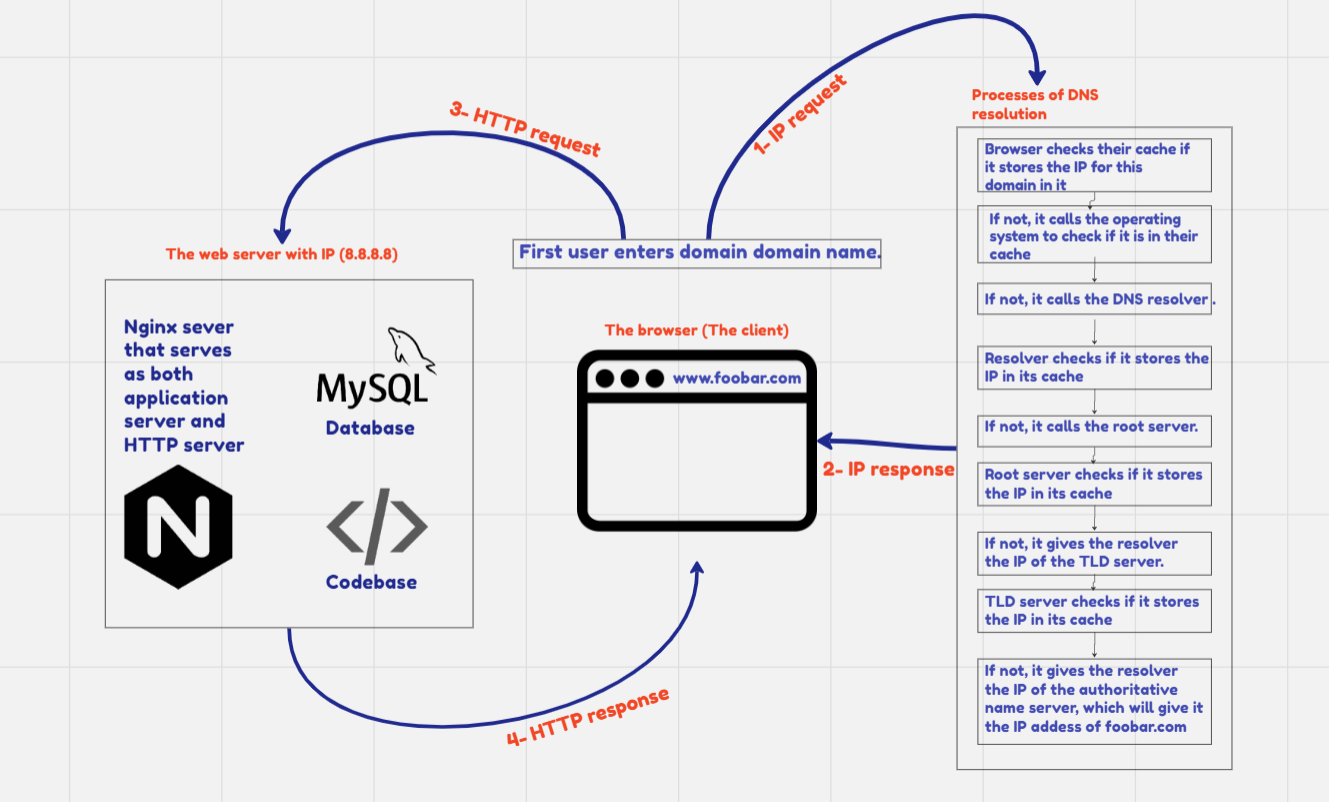 1- IP request
Processes of DNS
resolution
3- HTTP request
Browser checks their cache if
it stores the IP for this
domain in it
If not, it calls the operating
system to check if it is in their
cache
If not, it calls the DNS resolver .
Resolver checks if it stores the
IP in its cache
If not, it calls the root server.
Root server checks if it stores
the IP in its cache
If not, it gives the resolver
the IP of the TLD server.
TLD server checks if it stores
the IP in its cache
If not, it gives the resolver
the IP of the authoritative
name server, which will give it
the IP addess of foobar.com
First user enters domain domain name.
The web server with IP (8.8.8.8)
Nginx sever
that serves
as both
application
server and
HTTP server
N
MySQL
Database
Codebase
The browser (The client)
www.foobar.com
2- IP response
4- HTTP response